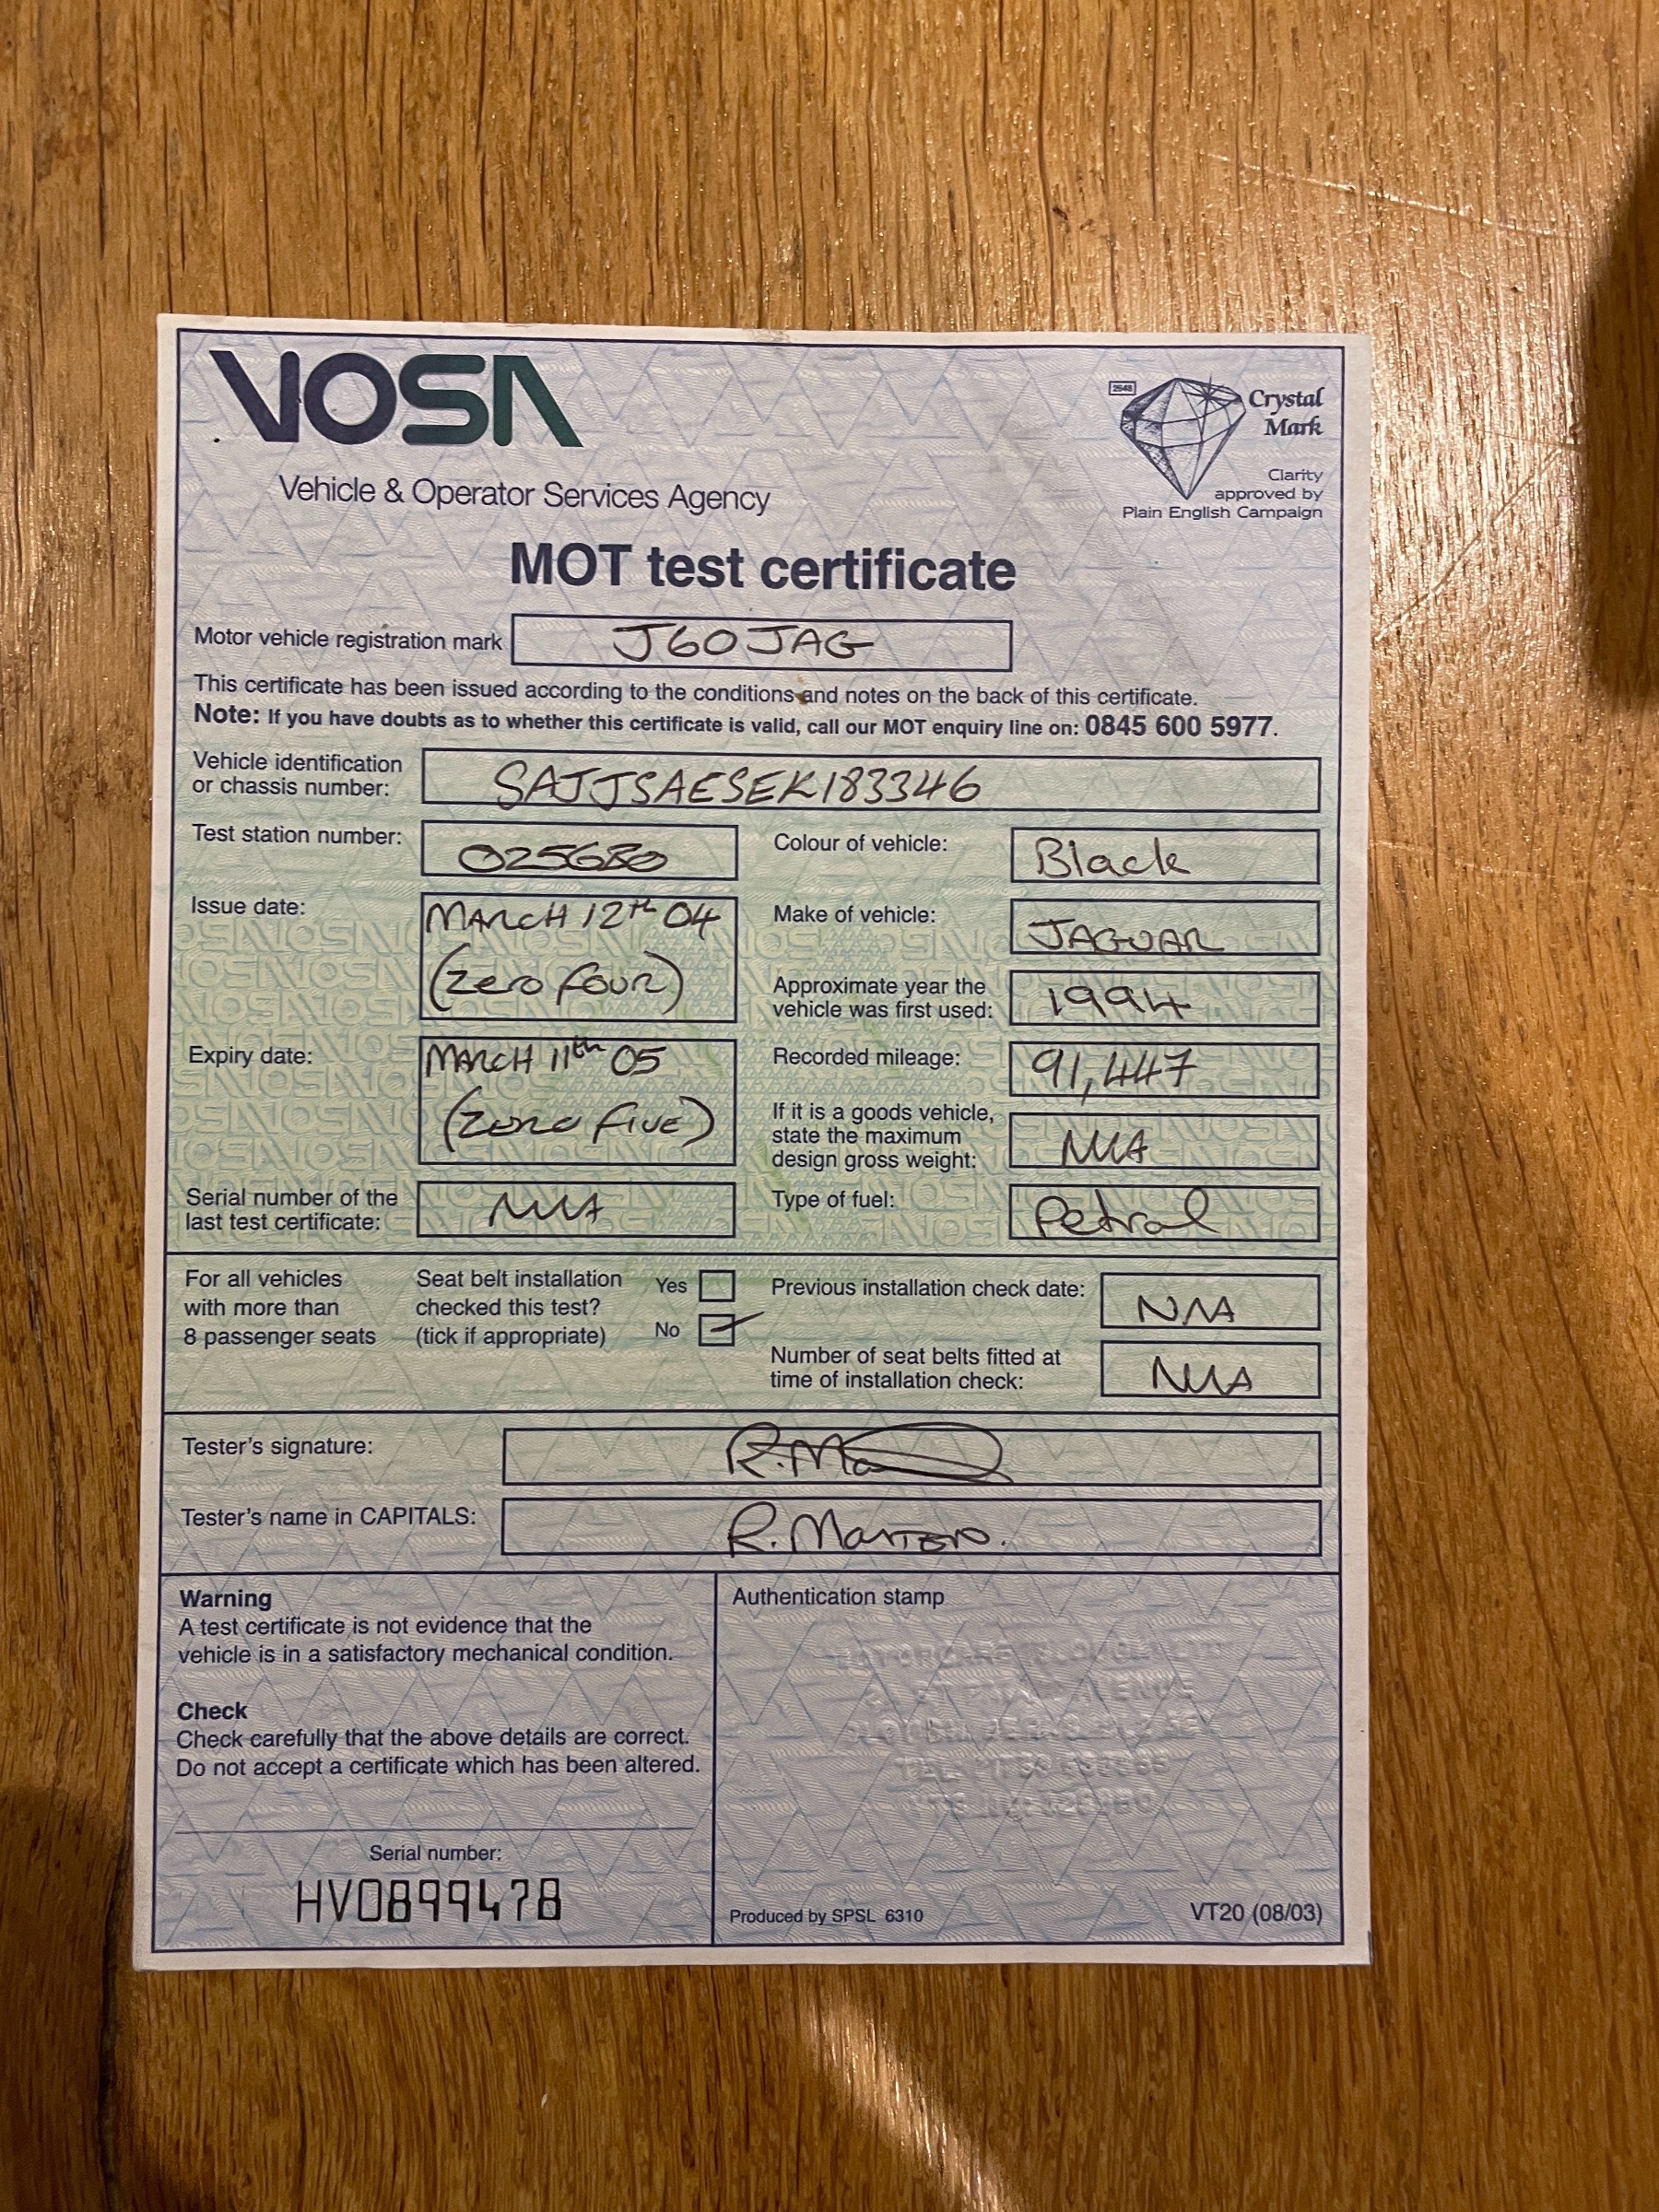 VOSA
Vehicle & Operator Services Agency
2948
Crystal
Mark
Clarity
approved by
Plain English Campaign
MOT test certificate
Motor vehicle registration mark J60 JAG
This certificate has been issued according to the conditions and notes on the back of this certificate.
Note: If you have doubts as to whether this certificate is valid, call our MOT enquiry line on: 0845 600 5977.
Vehicle identification
or chassis number: SAJJSAESEK183346
Test station number: 0256B0
Colour of vehicle: Black
Issue date: MARCH 12th 04
(zero four)
Make of vehicle: JAGUAR
Approximate year the
vehicle was first used: 1994
Expiry date: MARCH 11th 05
(zero five)
Recorded mileage: 91,447
If it is a goods vehicle,
state the maximum
design gross weight: N/A
Serial number of the
last test certificate: N/A
Type of fuel: Petrol
For all vehicles
with more than
8 passenger seats
Seat belt installation
checked this test?
(tick if appropriate)
Yes
No
Previous installation check date: N/A
Number of seat belts fitted at
time of installation check: N/A
Tester's signature: R.
Tester's name in CAPITALS: R.
Warning
A test certificate is not evidence that the
vehicle is in a satisfactory mechanical condition.
Check
Check carefully that the above details are correct.
Do not accept a certificate which has been altered.
Serial number:
HV0899478
Authentication stamp
AVENUE
TEL
Produced by SPSL 6310
VT20 (08/03)